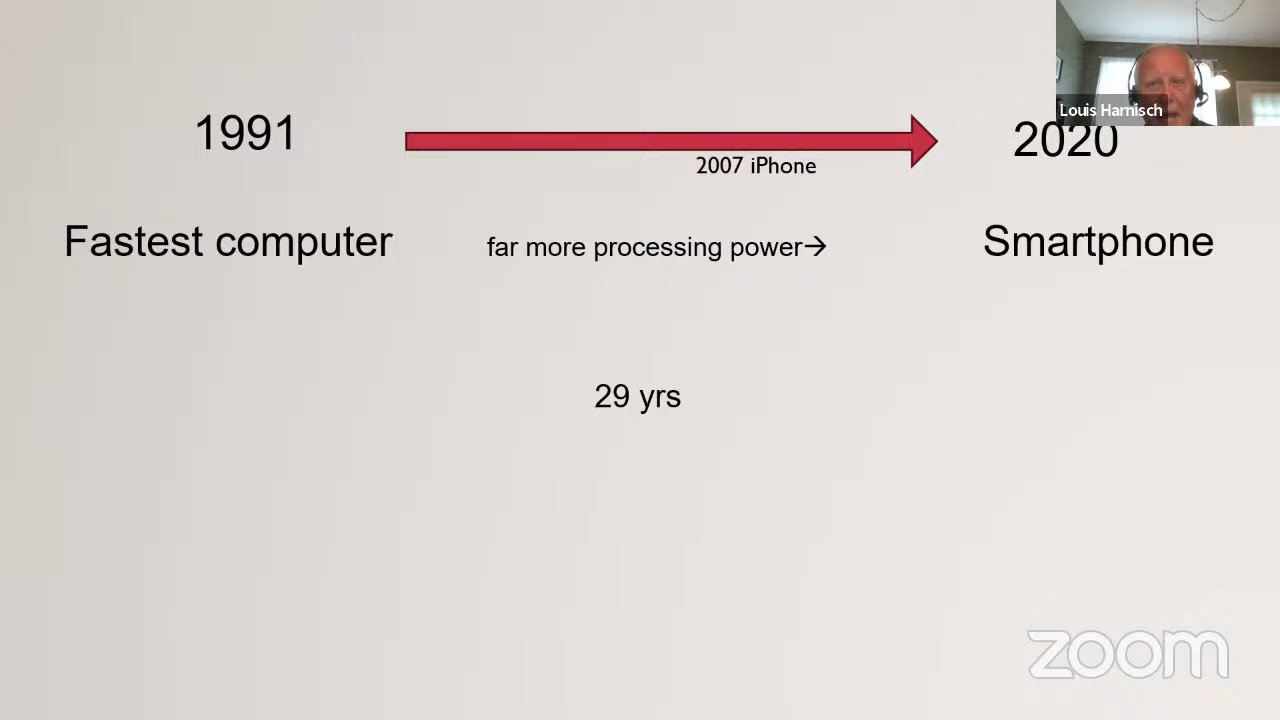 Louis Harnisch
1991
2020
2007 iPhone
Fastest computer
far more processing power→
Smartphone
29 yrs
zoom